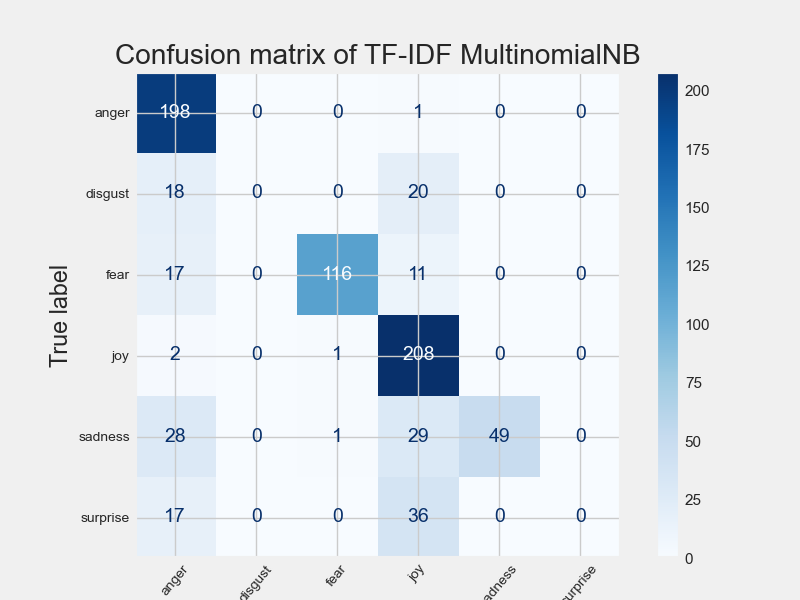 Confusion matrix of TF-IDF MultinomialNB
True label
anger 198 0 0 1 0 0
disgust 18 0 0 20 0 0
fear 17 0 116 11 0 0
joy 2 0 1 208 0 0
sadness 28 0 1 29 49 0
surprise 17 0 0 36 0 0
anger disgust fear joy adness urprise
200
175
150
125
100
75
50
25
0